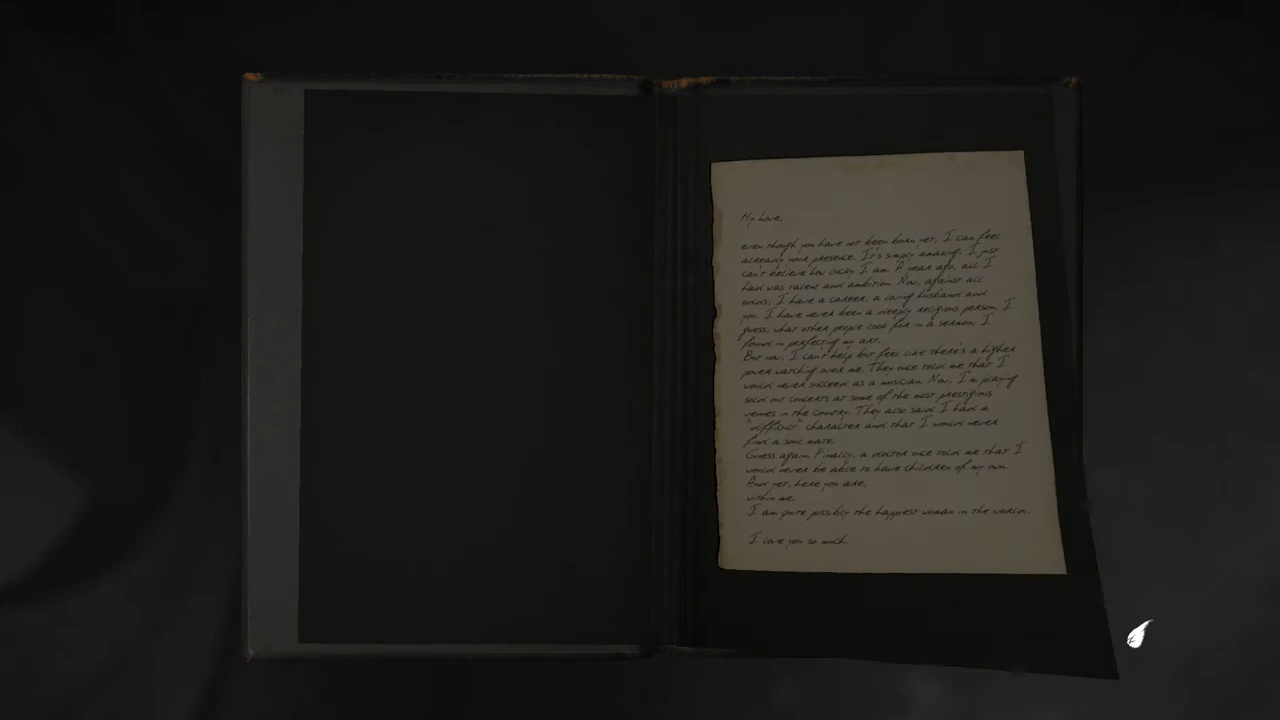 My Love,
even though you have not been born yet, I can feel
already your presence. It's simply amazing. I just
can't believe how lucky I am. A year ago, all I
had was talent and ambition. Now, against all
odds, I have a career, a loving husband and
you. I have never been a deeply religious person. I
guess, what other people look for in a sermon, I
found in perfecting my art.
But now, I can't help but feel like there's a higher
power watching over me. They once told me that I
would never succeed as a musician. Now, I'm playing
sold out concerts at some of the most prestigious
venues in the country. They also said I had a
"difficult" character and that I would never
find a soul mate.
Guess again. Finally, a doctor once told me that I
would never be able to have children of my own.
And yet, here you are.
within me.
I am quite possibly the happiest woman in the world.
I love you so much.